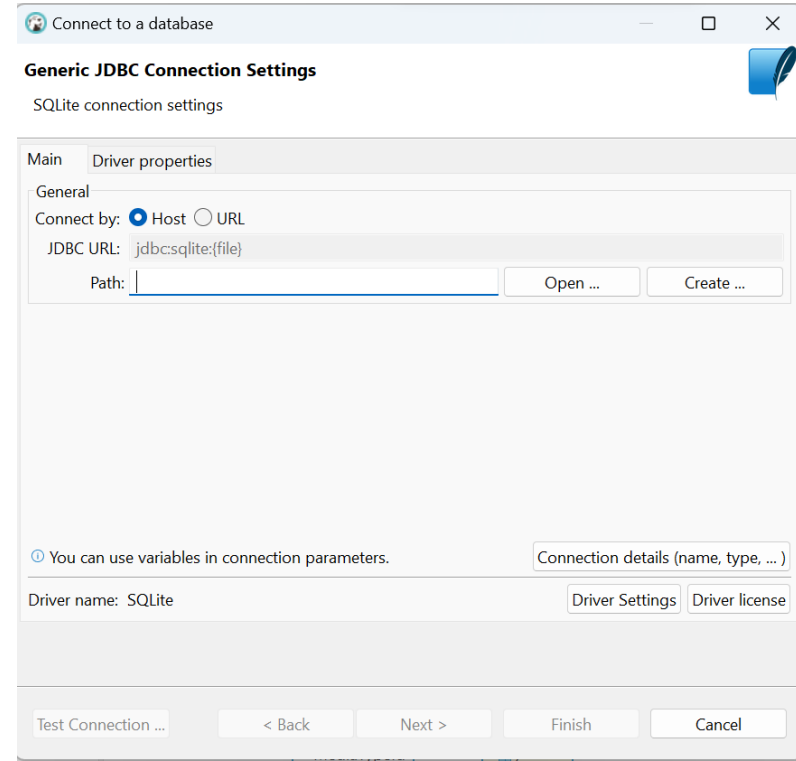 Connect to a database
Generic JDBC Connection Settings
SQLite connection settings
Main Driver properties
General
Connect by: Host URL
JDBC URL: jdbc:sqlite:{file}
Path: Open ... Create ...
You can use variables in connection parameters. Connection details (name, type, ... )
Driver name: SQLite Driver Settings Driver license
Test Connection ... < Back Next > Finish Cancel